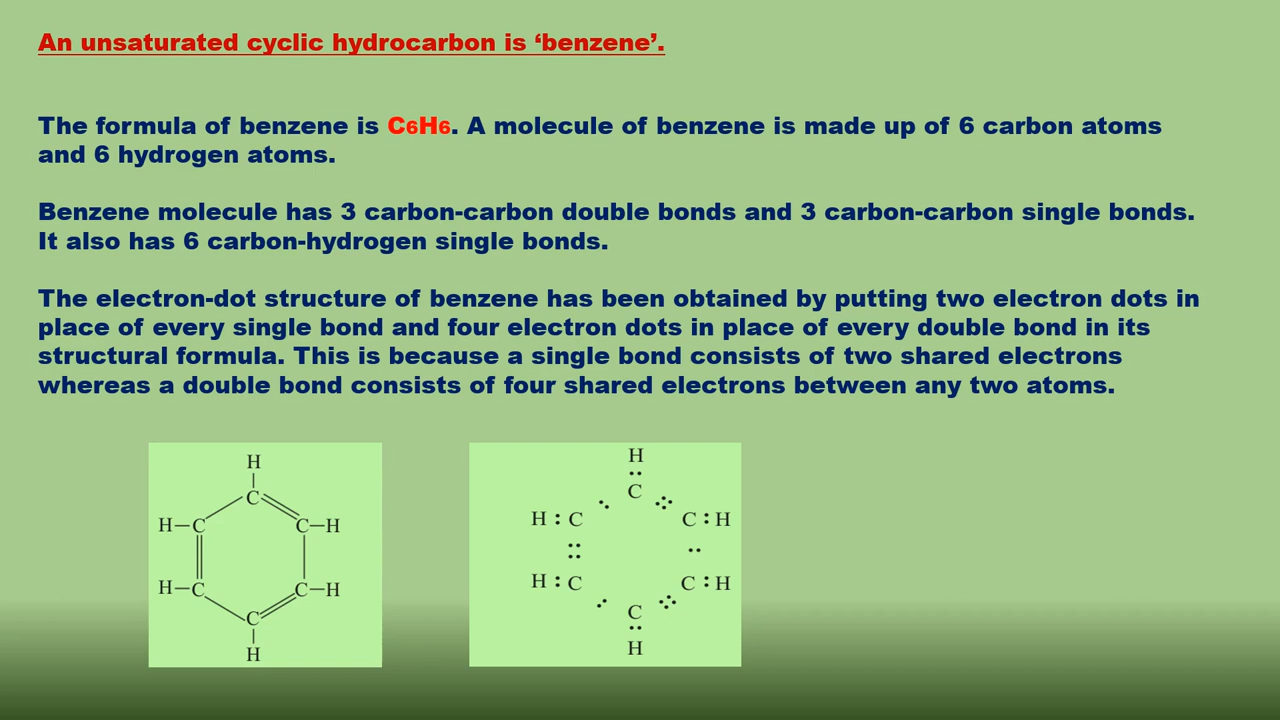 An unsaturated cyclic hydrocarbon is ‘benzene’.
The formula of benzene is C6H6. A molecule of benzene is made up of 6 carbon atoms
and 6 hydrogen atoms.
Benzene molecule has 3 carbon-carbon double bonds and 3 carbon-carbon single bonds.
It also has 6 carbon-hydrogen single bonds.
The electron-dot structure of benzene has been obtained by putting two electron dots in
place of every single bond and four electron dots in place of every double bond in its
structural formula. This is because a single bond consists of two shared electrons
whereas a double bond consists of four shared electrons between any two atoms.
H
C
H–C C–H
H–C C–H
C
H
H
C
H : C C : H
H : C C : H
C
H